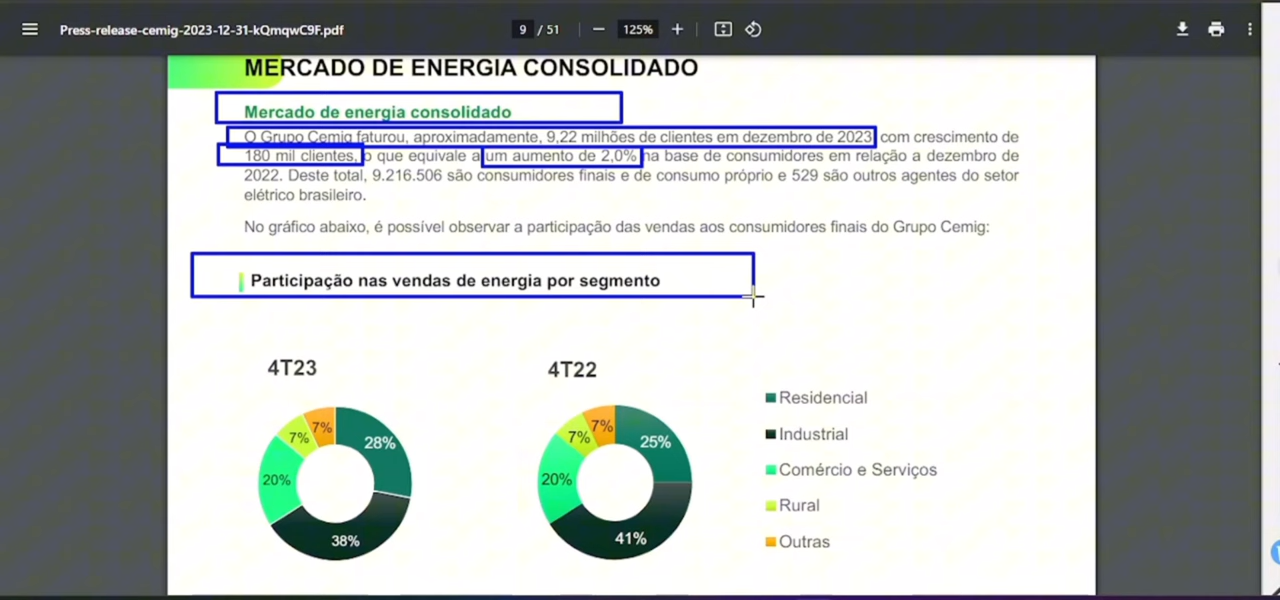 Press-release-cemig-2023-12-31-kQmqwC9F.pdf
9 / 51
125%
MERCADO DE ENERGIA CONSOLIDADO
Mercado de energia consolidado
O Grupo Cemig faturou, aproximadamente, 9,22 milhões de clientes em dezembro de 2023, com crescimento de
180 mil clientes, o que equivale a um aumento de 2,0% na base de consumidores em relação a dezembro de
2022. Deste total, 9.216.506 são consumidores finais e de consumo próprio e 529 são outros agentes do setor
elétrico brasileiro.
No gráfico abaixo, é possível observar a participação das vendas aos consumidores finais do Grupo Cemig:
Participação nas vendas de energia por segmento
4T23
7%
7%
28%
20%
38%
4T22
7%
7%
25%
20%
41%
Residencial
Industrial
Comércio e Serviços
Rural
Outras